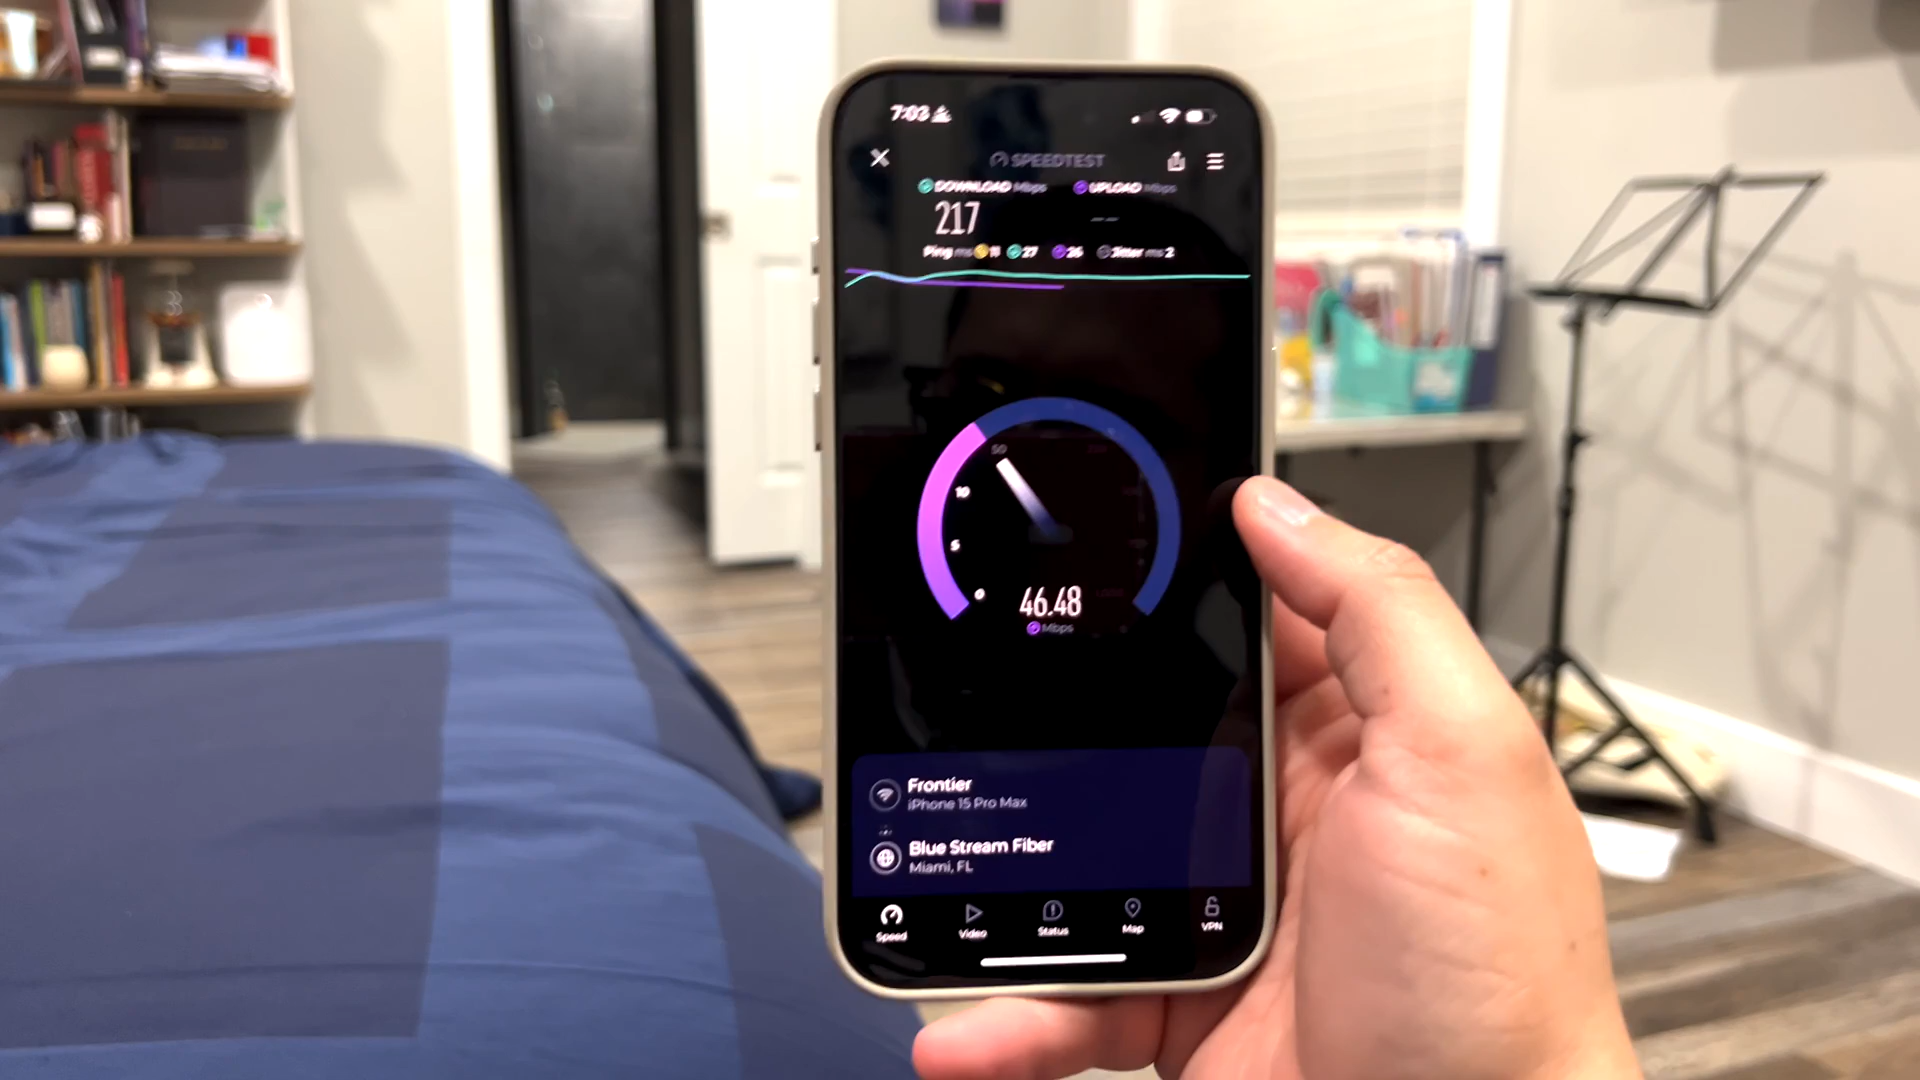 7:03
SPEEDTEST
DOWNLOAD Mbps UPLOAD Mbps
217
Ping ms 11 27 26 Jitter ms 2
50
10
5
0
46.48
Mbps
Frontier
iPhone 15 Pro Max
Blue Stream Fiber
Miami, FL
Speed Video Status Map VPN